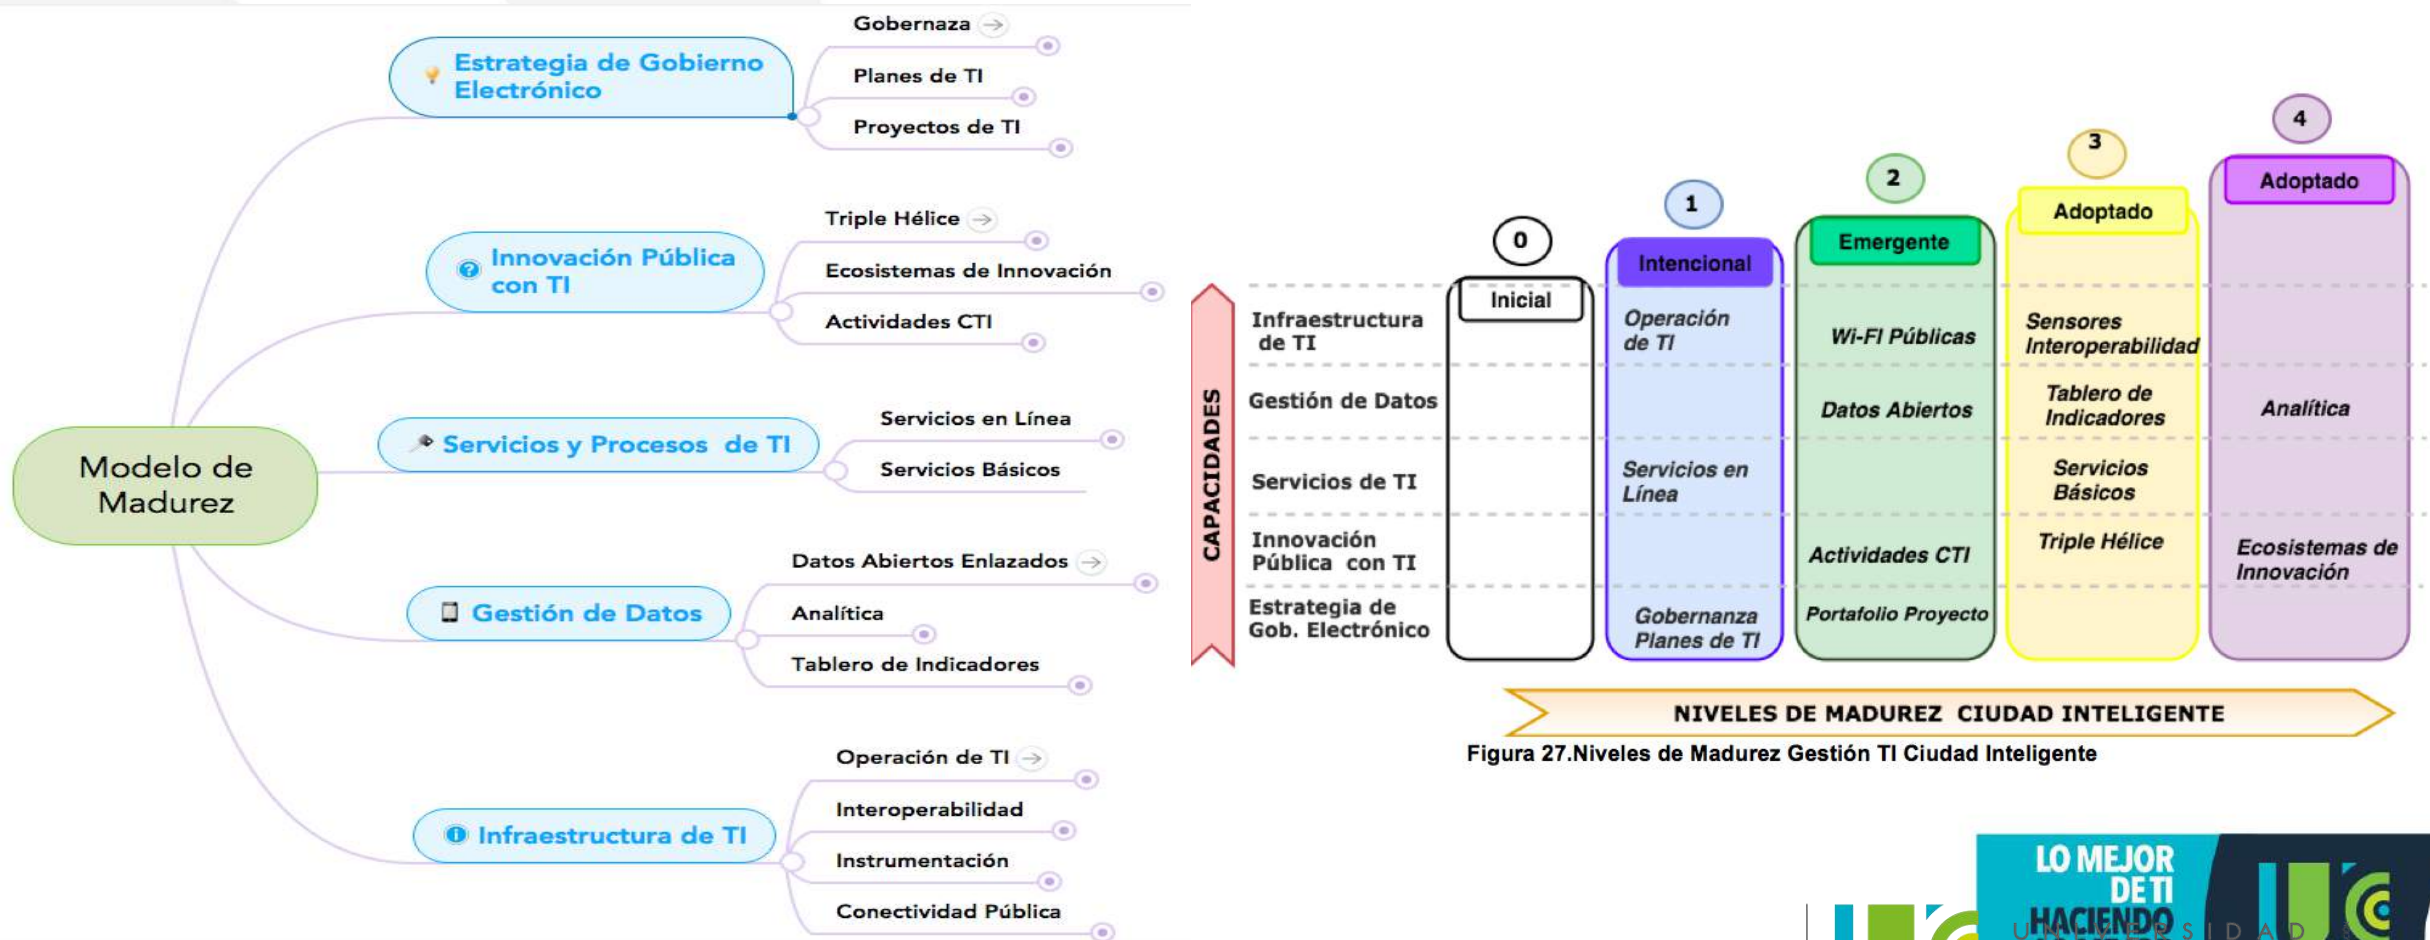 Gobernaza
Estrategia de Gobierno
Electrónico
Planes de TI
Proyectos de TI
Triple Hélice
Innovación Pública
con TI
Ecosistemas de Innovación
Actividades CTI
Servicios en Línea
Servicios y Procesos de TI
Servicios Básicos
Modelo de
Madurez
Datos Abiertos Enlazados
Gestión de Datos
Analítica
Tablero de Indicadores
Operación de TI
Interoperabilidad
Infraestructura de TI
Instrumentación
Conectividad Pública
0
1
2
3
4
Inicial
Intencional
Emergente
Adoptado
Adoptado
CAPACIDADES
Infraestructura
de TI
Operación
de TI
Wi-FI Públicas
Sensores
Interoperabilidad
Gestión de Datos
Datos Abiertos
Tablero de
Indicadores
Analítica
Servicios de TI
Servicios en
Línea
Servicios
Básicos
Innovación
Pública con TI
Actividades CTI
Triple Hélice
Ecosistemas de
Innovación
Estrategia de
Gob. Electrónico
Gobernanza
Planes de TI
Portafolio Proyecto
NIVELES DE MADUREZ CIUDAD INTELIGENTE
Figura 27.Niveles de Madurez Gestión TI Ciudad Inteligente
LO MEJOR
DE TI
HACIENDO
UNIVERSIDAD